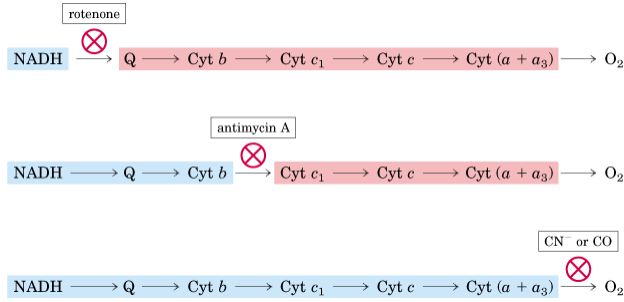 rotenone
NADH → Q → Cyt b → Cyt c₁ → Cyt c → Cyt (a + a₃) → O₂
antimycin A
NADH → Q → Cyt b → Cyt c₁ → Cyt c → Cyt (a + a₃) → O₂
CN⁻ or CO
NADH → Q → Cyt b → Cyt c₁ → Cyt c → Cyt (a + a₃) → O₂